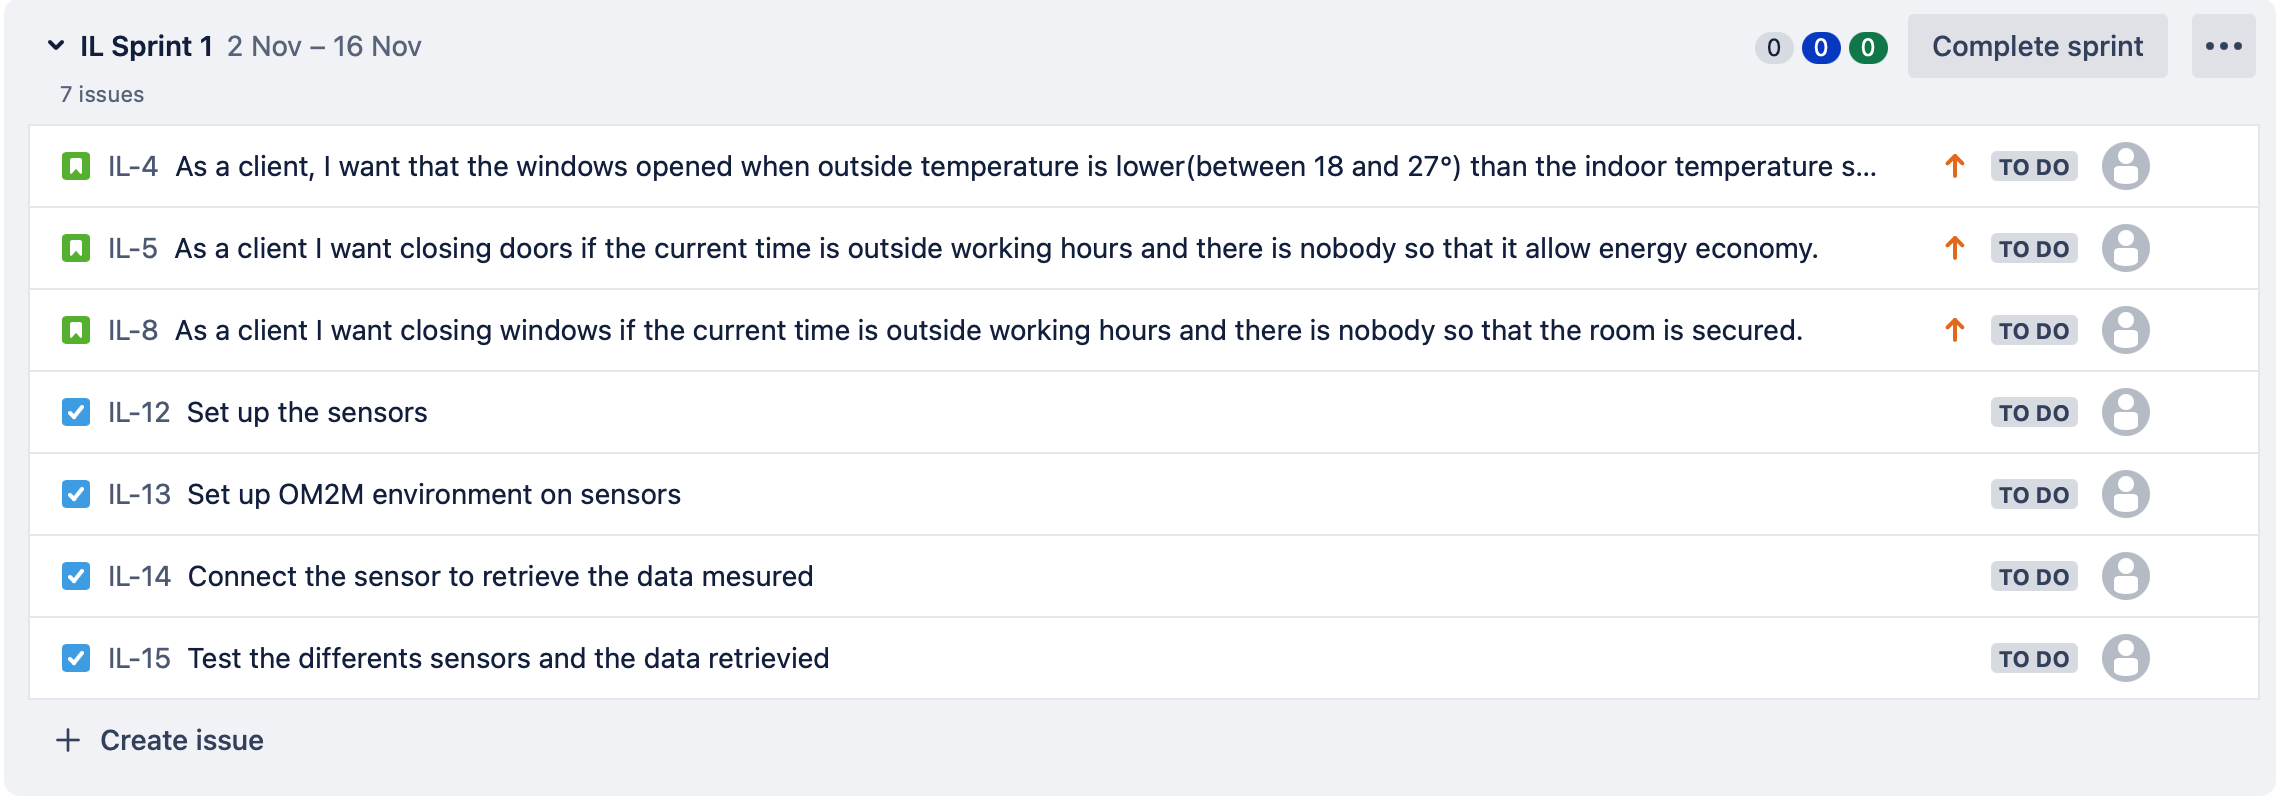 IL Sprint 1 2 Nov – 16 Nov 0 0 0 Complete sprint
7 issues
IL-4 As a client, I want that the windows opened when outside temperature is lower(between 18 and 27°) than the indoor temperature s... TO DO
IL-5 As a client I want closing doors if the current time is outside working hours and there is nobody so that it allow energy economy. TO DO
IL-8 As a client I want closing windows if the current time is outside working hours and there is nobody so that the room is secured. TO DO
IL-12 Set up the sensors TO DO
IL-13 Set up OM2M environment on sensors TO DO
IL-14 Connect the sensor to retrieve the data mesured TO DO
IL-15 Test the differents sensors and the data retrievied TO DO
+ Create issue